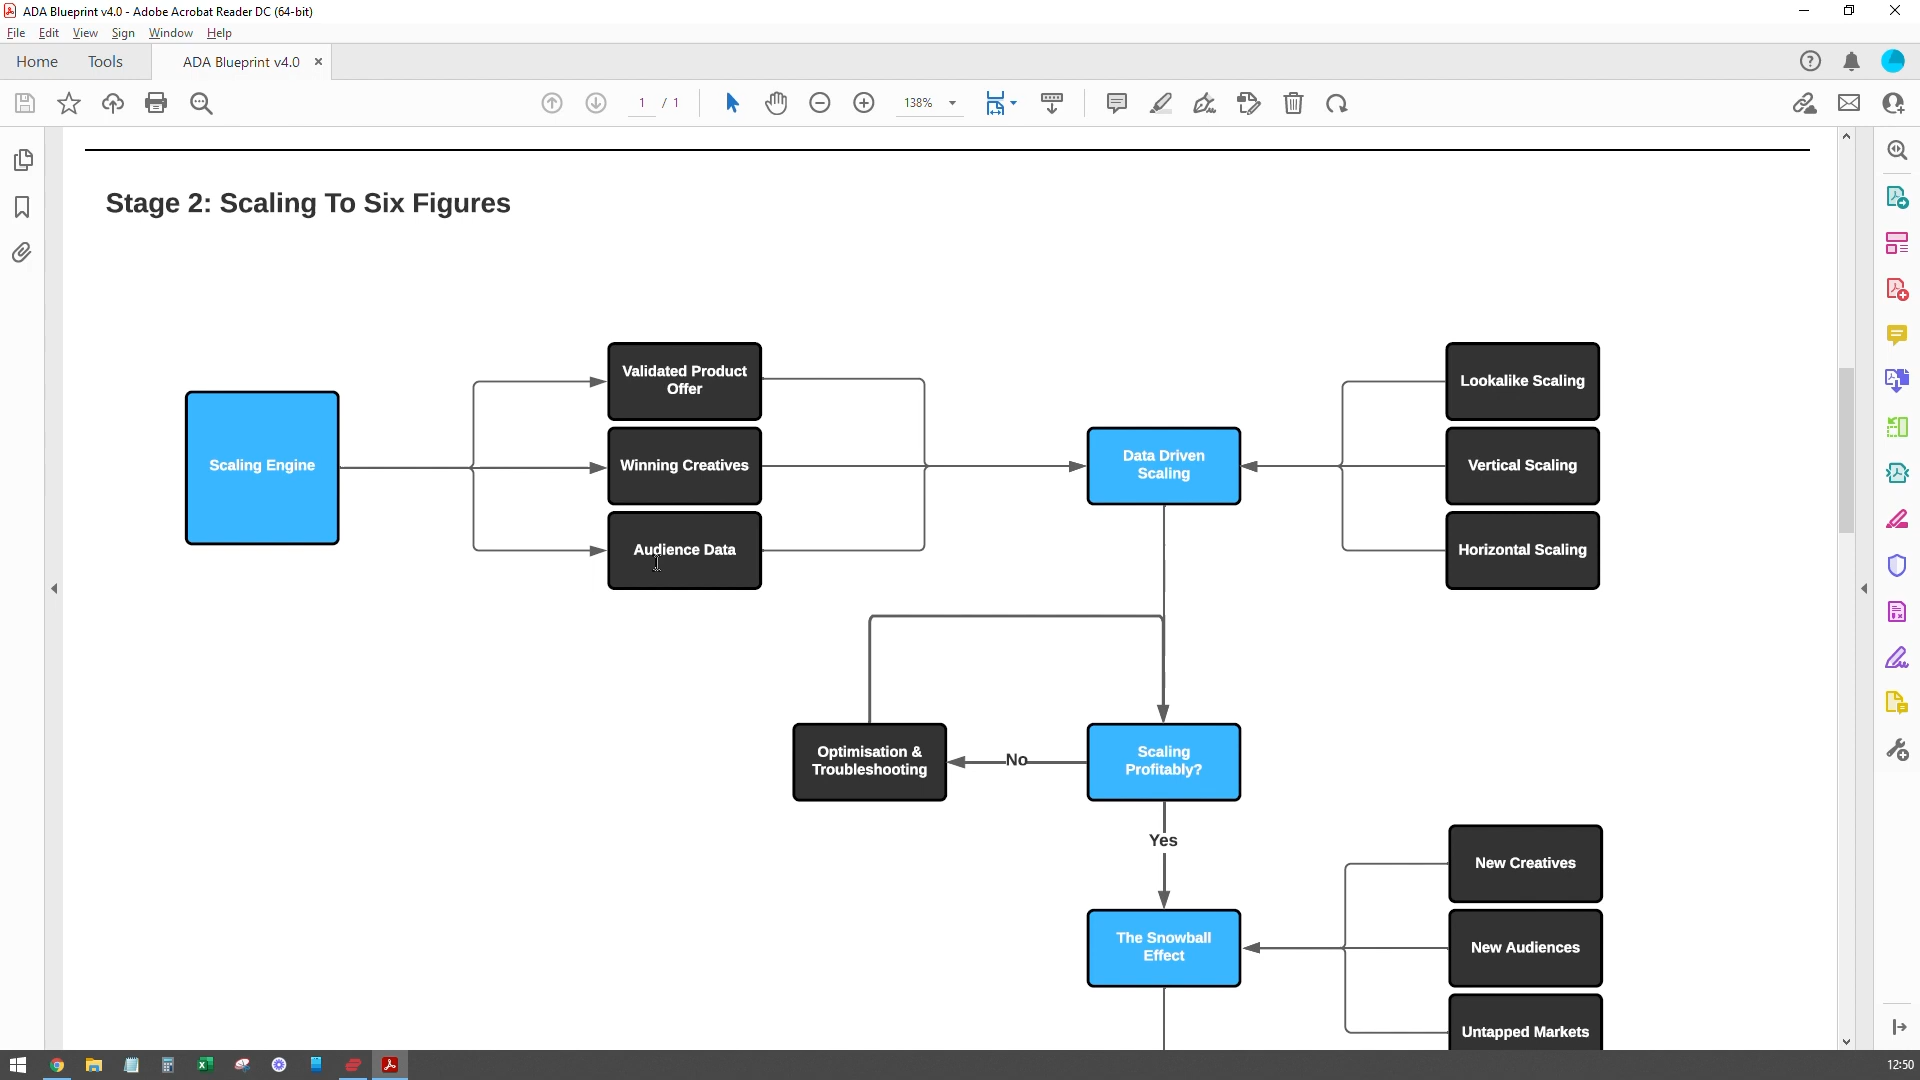 ADA Blueprint v4.0 - Adobe Acrobat Reader DC (64-bit)
File Edit View Sign Window Help
Home Tools ADA Blueprint v4.0
1 / 1 138%
Stage 2: Scaling To Six Figures
Validated Product
Offer
Lookalike Scaling
Scaling Engine
Winning Creatives
Data Driven
Scaling
Vertical Scaling
Audience Data
Horizontal Scaling
Optimisation &
Troubleshooting
No
Scaling
Profitably?
Yes
New Creatives
The Snowball
Effect
New Audiences
Untapped Markets
12:50